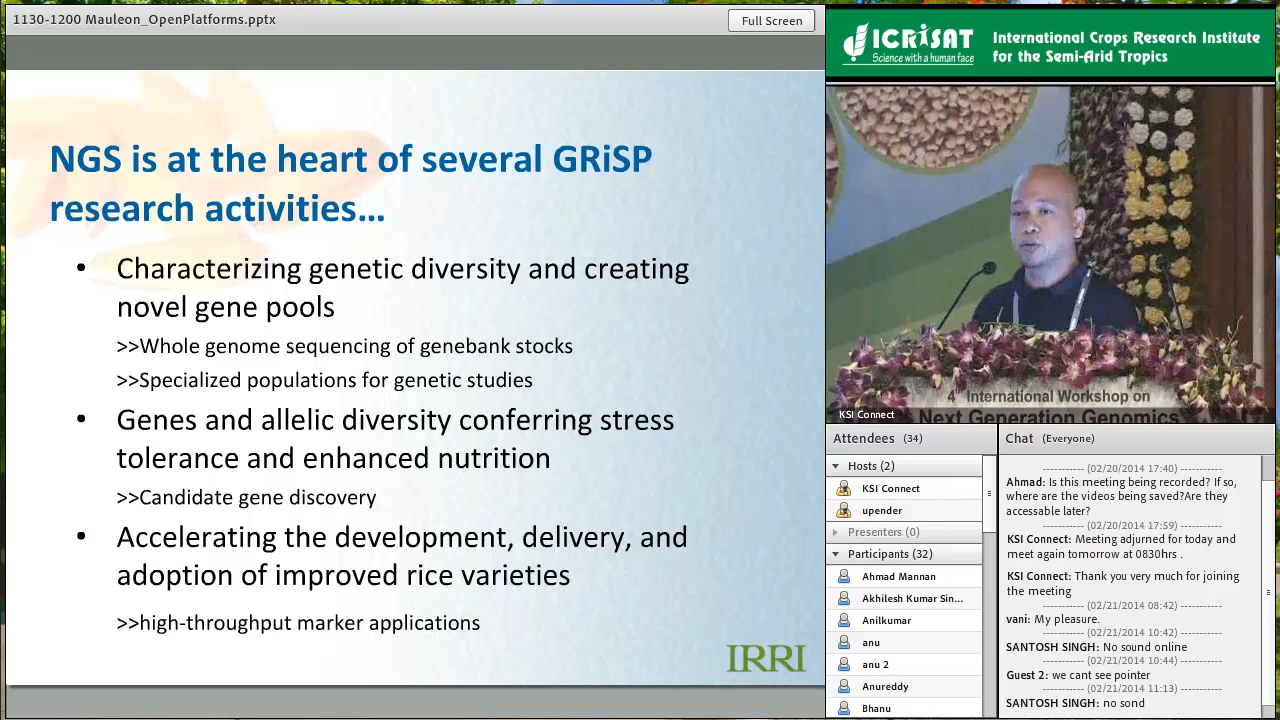 1130-1200 Mauleon_OpenPlatforms.pptx
Full Screen
NGS is at the heart of several GRiSP
research activities…
• Characterizing genetic diversity and creating
novel gene pools
>>Whole genome sequencing of genebank stocks
>>Specialized populations for genetic studies
• Genes and allelic diversity conferring stress
tolerance and enhanced nutrition
>>Candidate gene discovery
• Accelerating the development, delivery, and
adoption of improved rice varieties
>>high-throughput marker applications
IRRI
ICRISAT
Science with a human face
International Crops Research Institute
for the Semi-Arid Tropics
4th International Workshop on
Next Generation Genomics
KSI Connect
Attendees (34)
Hosts (2)
KSI Connect
upender
Presenters (0)
Participants (32)
Ahmad Mannan
Akhilesh Kumar Sin...
Anilkumar
anu
anu 2
Anureddy
Bhanu
Chat (Everyone)
---------- (02/20/2014 17:40) ----------
Ahmad: Is this meeting being recorded? If so,
where are the videos being saved?Are they
accessable later?
---------- (02/20/2014 17:59) ----------
KSI Connect: Meeting adjurned for today and
meet again tomorrow at 0830hrs .
KSI Connect: Thank you very much for joining
the meeting
---------- (02/21/2014 08:42) ----------
vani: My pleasure.
---------- (02/21/2014 10:42) ----------
SANTOSH SINGH: No sound online
---------- (02/21/2014 10:44) ----------
Guest 2: we cant see pointer
---------- (02/21/2014 11:13) ----------
SANTOSH SINGH: no sond